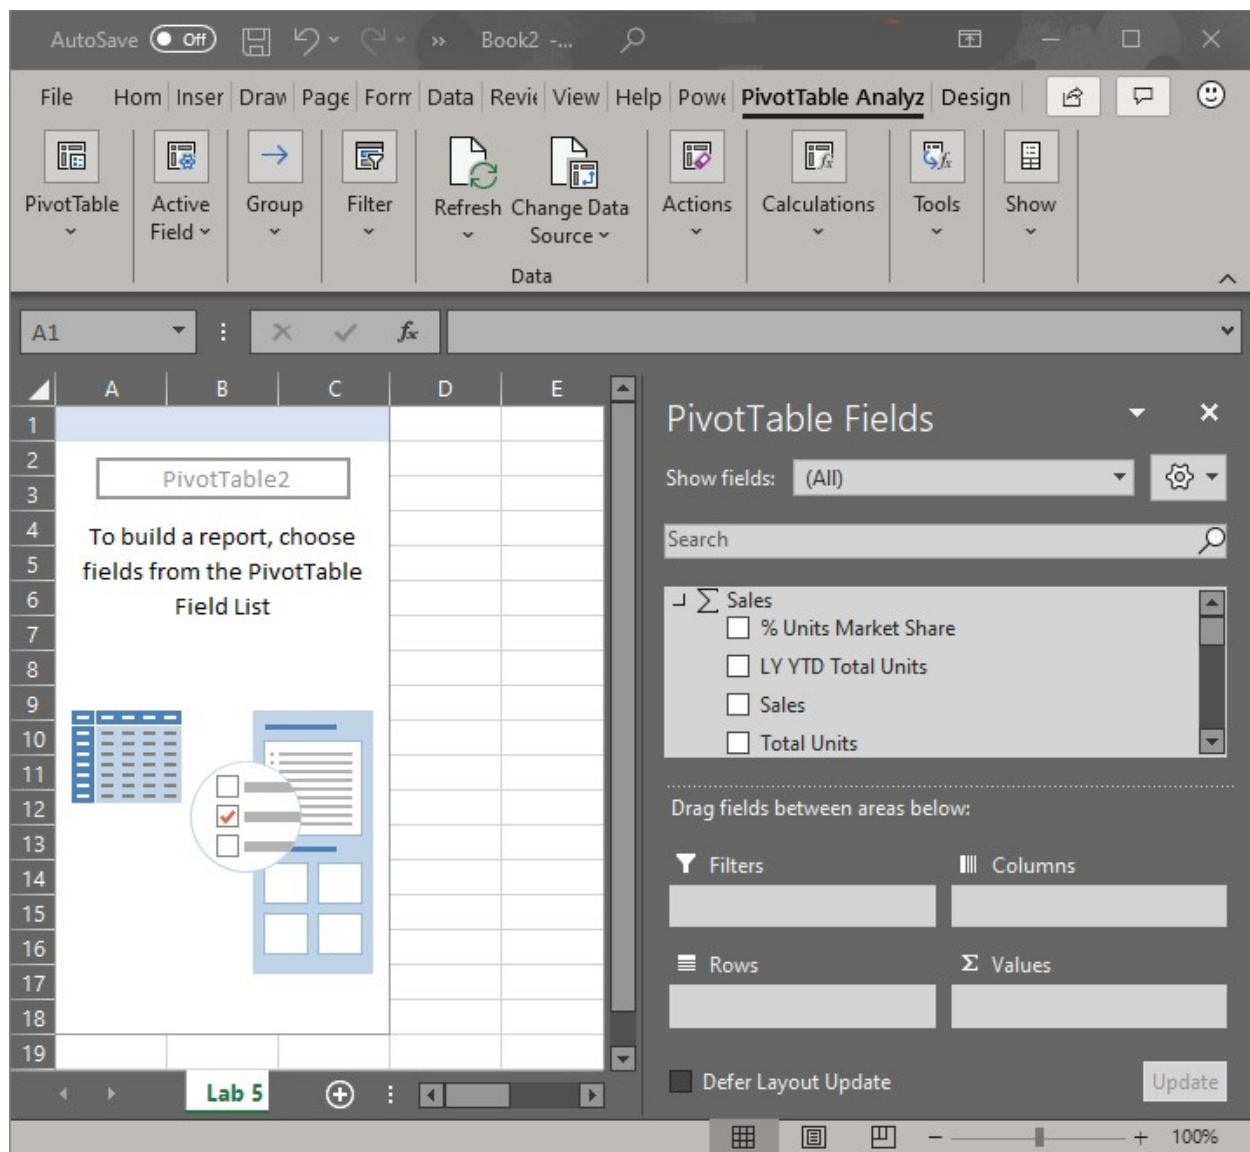 AutoSave Off Book2 -...
File Hom Inser Draw Page Form Data Revie View Help Powe PivotTable Analyz Design
PivotTable Active Field Group Filter Refresh Change Data Source Actions Calculations Tools Show
Data
A1 fx
A B C D E
1
2
3
4
5
6
7
8
9
10
11
12
13
14
15
16
17
18
19
PivotTable2
To build a report, choose
fields from the PivotTable
Field List
Lab 5
PivotTable Fields
Show fields: (All)
Search
Σ Sales
% Units Market Share
LY YTD Total Units
Sales
Total Units
Drag fields between areas below:
Filters Columns
Rows Σ Values
Defer Layout Update Update
100%